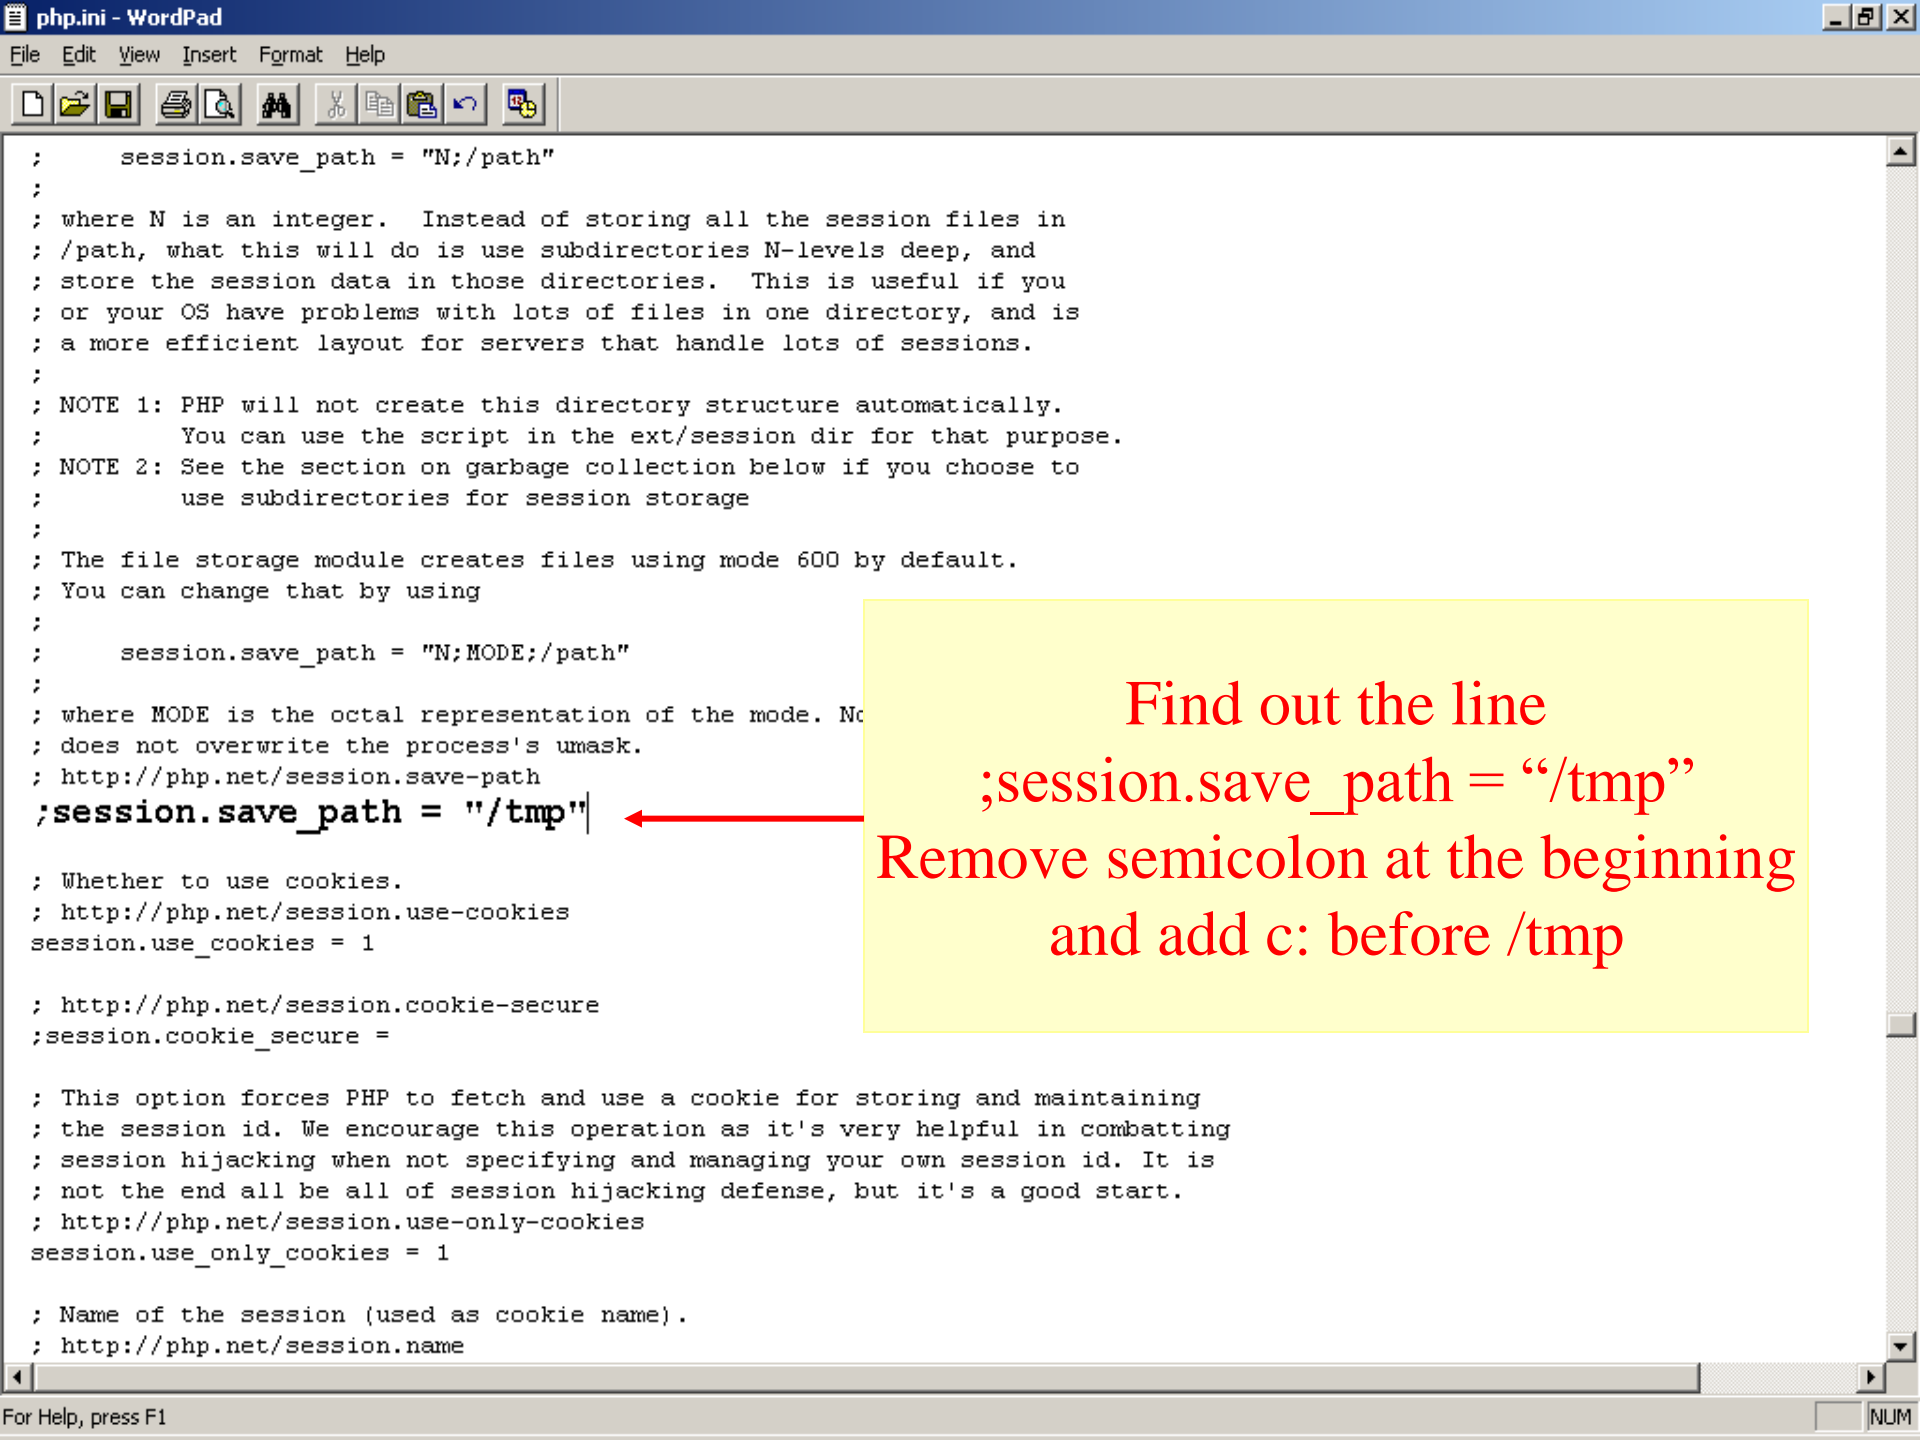 php.ini - WordPad
File Edit View Insert Format Help
; session.save_path = "N;/path"
;
; where N is an integer. Instead of storing all the session files in
; /path, what this will do is use subdirectories N-levels deep, and
; store the session data in those directories. This is useful if you
; or your OS have problems with lots of files in one directory, and is
; a more efficient layout for servers that handle lots of sessions.
;
; NOTE 1: PHP will not create this directory structure automatically.
; You can use the script in the ext/session dir for that purpose.
; NOTE 2: See the section on garbage collection below if you choose to
; use subdirectories for session storage
;
; The file storage module creates files using mode 600 by default.
; You can change that by using
;
; session.save_path = "N;MODE;/path"
;
; where MODE is the octal representation of the mode. No
; does not overwrite the process's umask.
; http://php.net/session.save-path
;session.save_path = "/tmp"
; Whether to use cookies.
; http://php.net/session.use-cookies
session.use_cookies = 1
; http://php.net/session.cookie-secure
;session.cookie_secure =
; This option forces PHP to fetch and use a cookie for storing and maintaining
; the session id. We encourage this operation as it's very helpful in combatting
; session hijacking when not specifying and managing your own session id. It is
; not the end all be all of session hijacking defense, but it's a good start.
; http://php.net/session.use-only-cookies
session.use_only_cookies = 1
; Name of the session (used as cookie name).
; http://php.net/session.name
Find out the line
;session.save_path = “/tmp”
Remove semicolon at the beginning
and add c: before /tmp
For Help, press F1
NUM